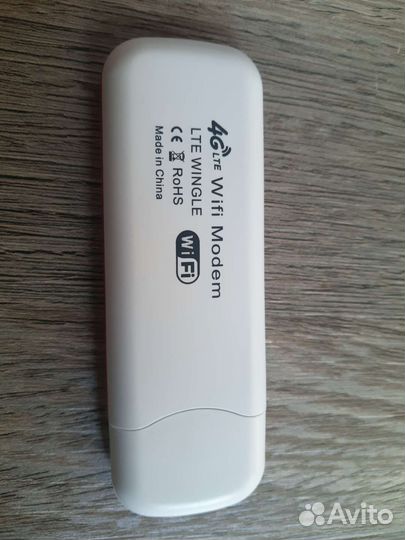 4G LTE Wifi Modem
LTE WINGLE
CE RoHS
Made in China
WiFi
Avito